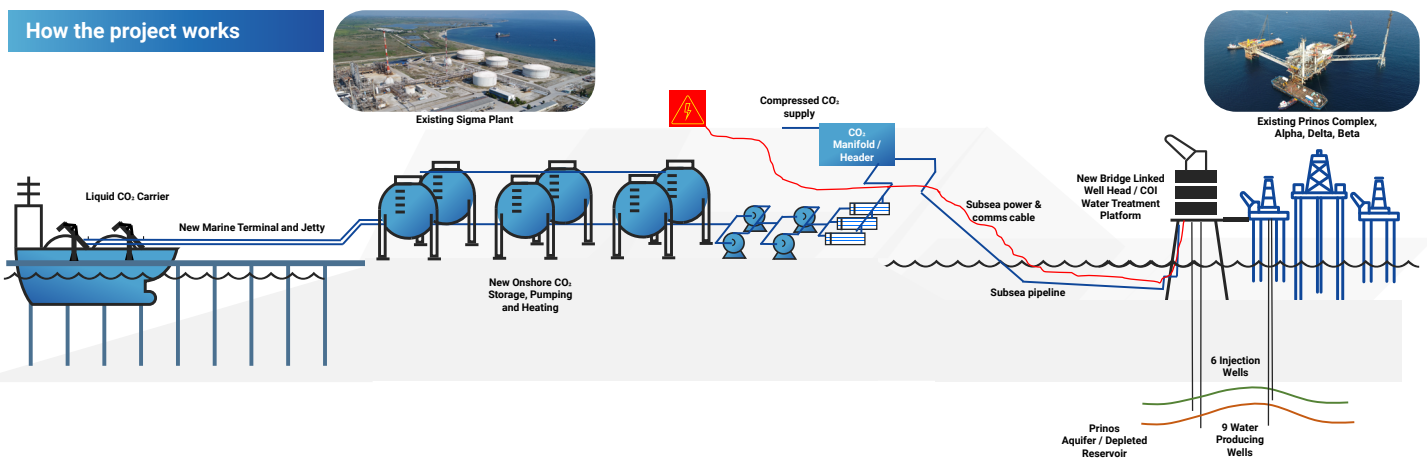 How the project works
Existing Sigma Plant
Existing Prinos Complex,
Alpha, Delta, Beta
Compressed CO₂
supply
CO₂
Manifold /
Header
Liquid CO₂ Carrier
New Marine Terminal and Jetty
New Onshore CO₂
Storage, Pumping
and Heating
Subsea power &
comms cable
Subsea pipeline
New Bridge Linked
Well Head / COI
Water Treatment
Platform
6 Injection
Wells
Prinos
Aquifer / Depleted
Reservoir
9 Water
Producing
Wells